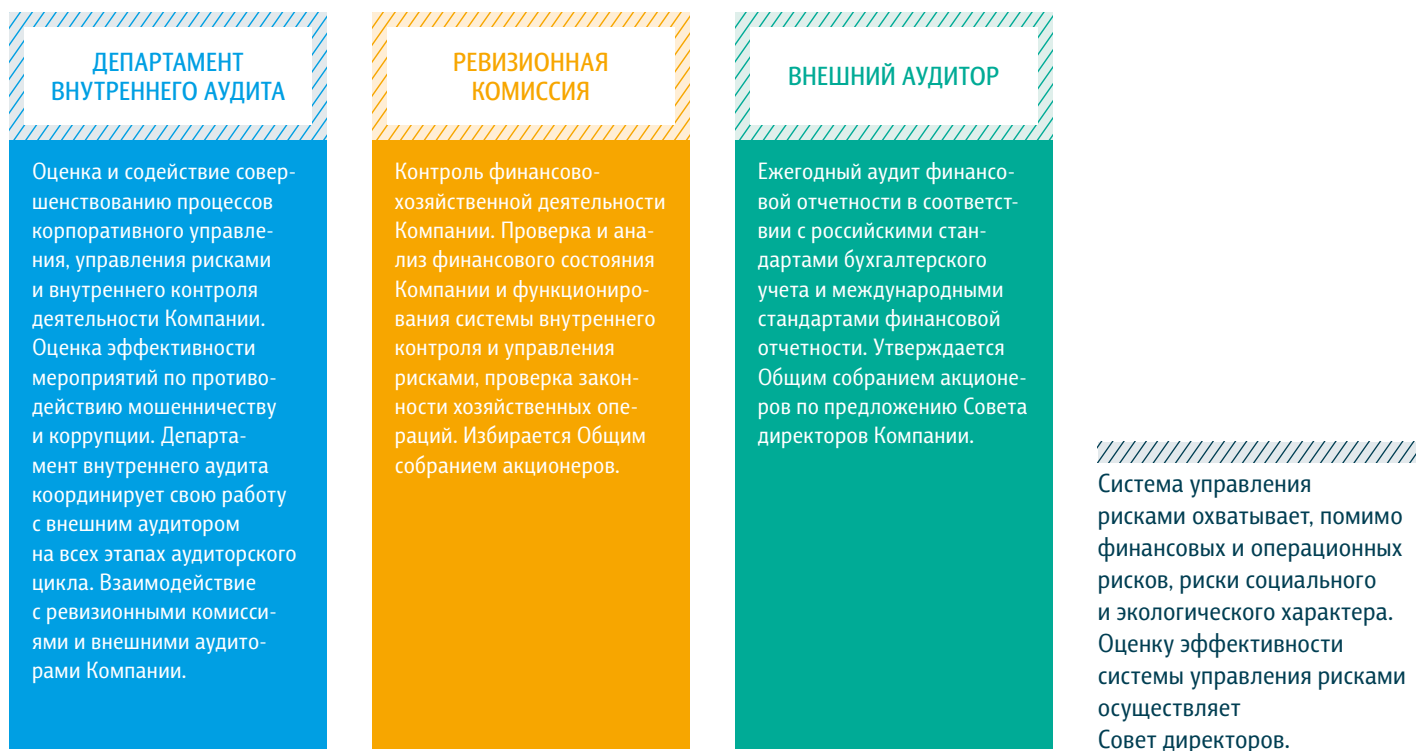 ДЕПАРТАМЕНТ
ВНУТРЕННЕГО АУДИТА
Оценка и содействие совер-
шенствованию процессов
корпоративного управле-
ния, управления рисками
и внутреннего контроля
деятельности Компании.
Оценка эффективности
мероприятий по противо-
действию мошенничеству
и коррупции. Департа-
мент внутреннего аудита
координирует свою работу
с внешним аудитором
на всех этапах аудиторского
цикла. Взаимодействие
с ревизионными комисси-
ями и внешними аудито-
рами Компании.
РЕВИЗИОННАЯ
КОМИССИЯ
Контроль финансово-
хозяйственной деятельности
Компании. Проверка и ана-
лиз финансового состояния
Компании и функциониро-
вания системы внутреннего
контроля и управления
рисками, проверка закон-
ности хозяйственных опе-
раций. Избирается Общим
собранием акционеров.
ВНЕШНИЙ АУДИТОР
Ежегодный аудит финансо-
вой отчетности в соответст-
вии с российскими стан-
дартами бухгалтерского
учета и международными
стандартами финансовой
отчетности. Утверждается
Общим собранием акционе-
ров по предложению Совета
директоров Компании.
Система управления
рисками охватывает, помимо
финансовых и операционных
рисков, риски социального
и экологического характера.
Оценку эффективности
системы управления рисками
осуществляет
Совет директоров.